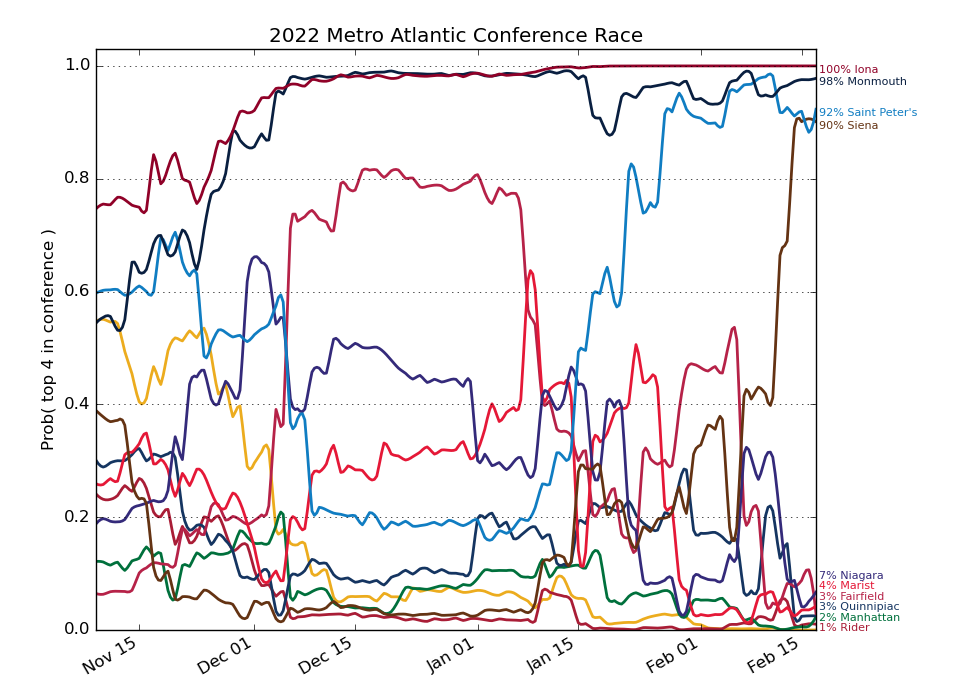 2022 Metro Atlantic Conference Race
Prob( top 4 in conference )
1.0
0.8
0.6
0.4
0.2
0.0
Nov 15
Dec 01
Dec 15
Jan 01
Jan 15
Feb 01
Feb 15
100% Iona
98% Monmouth
92% Saint Peter's
90% Siena
7% Niagara
4% Marist
3% Fairfield
3% Quinnipiac
2% Manhattan
1% Rider